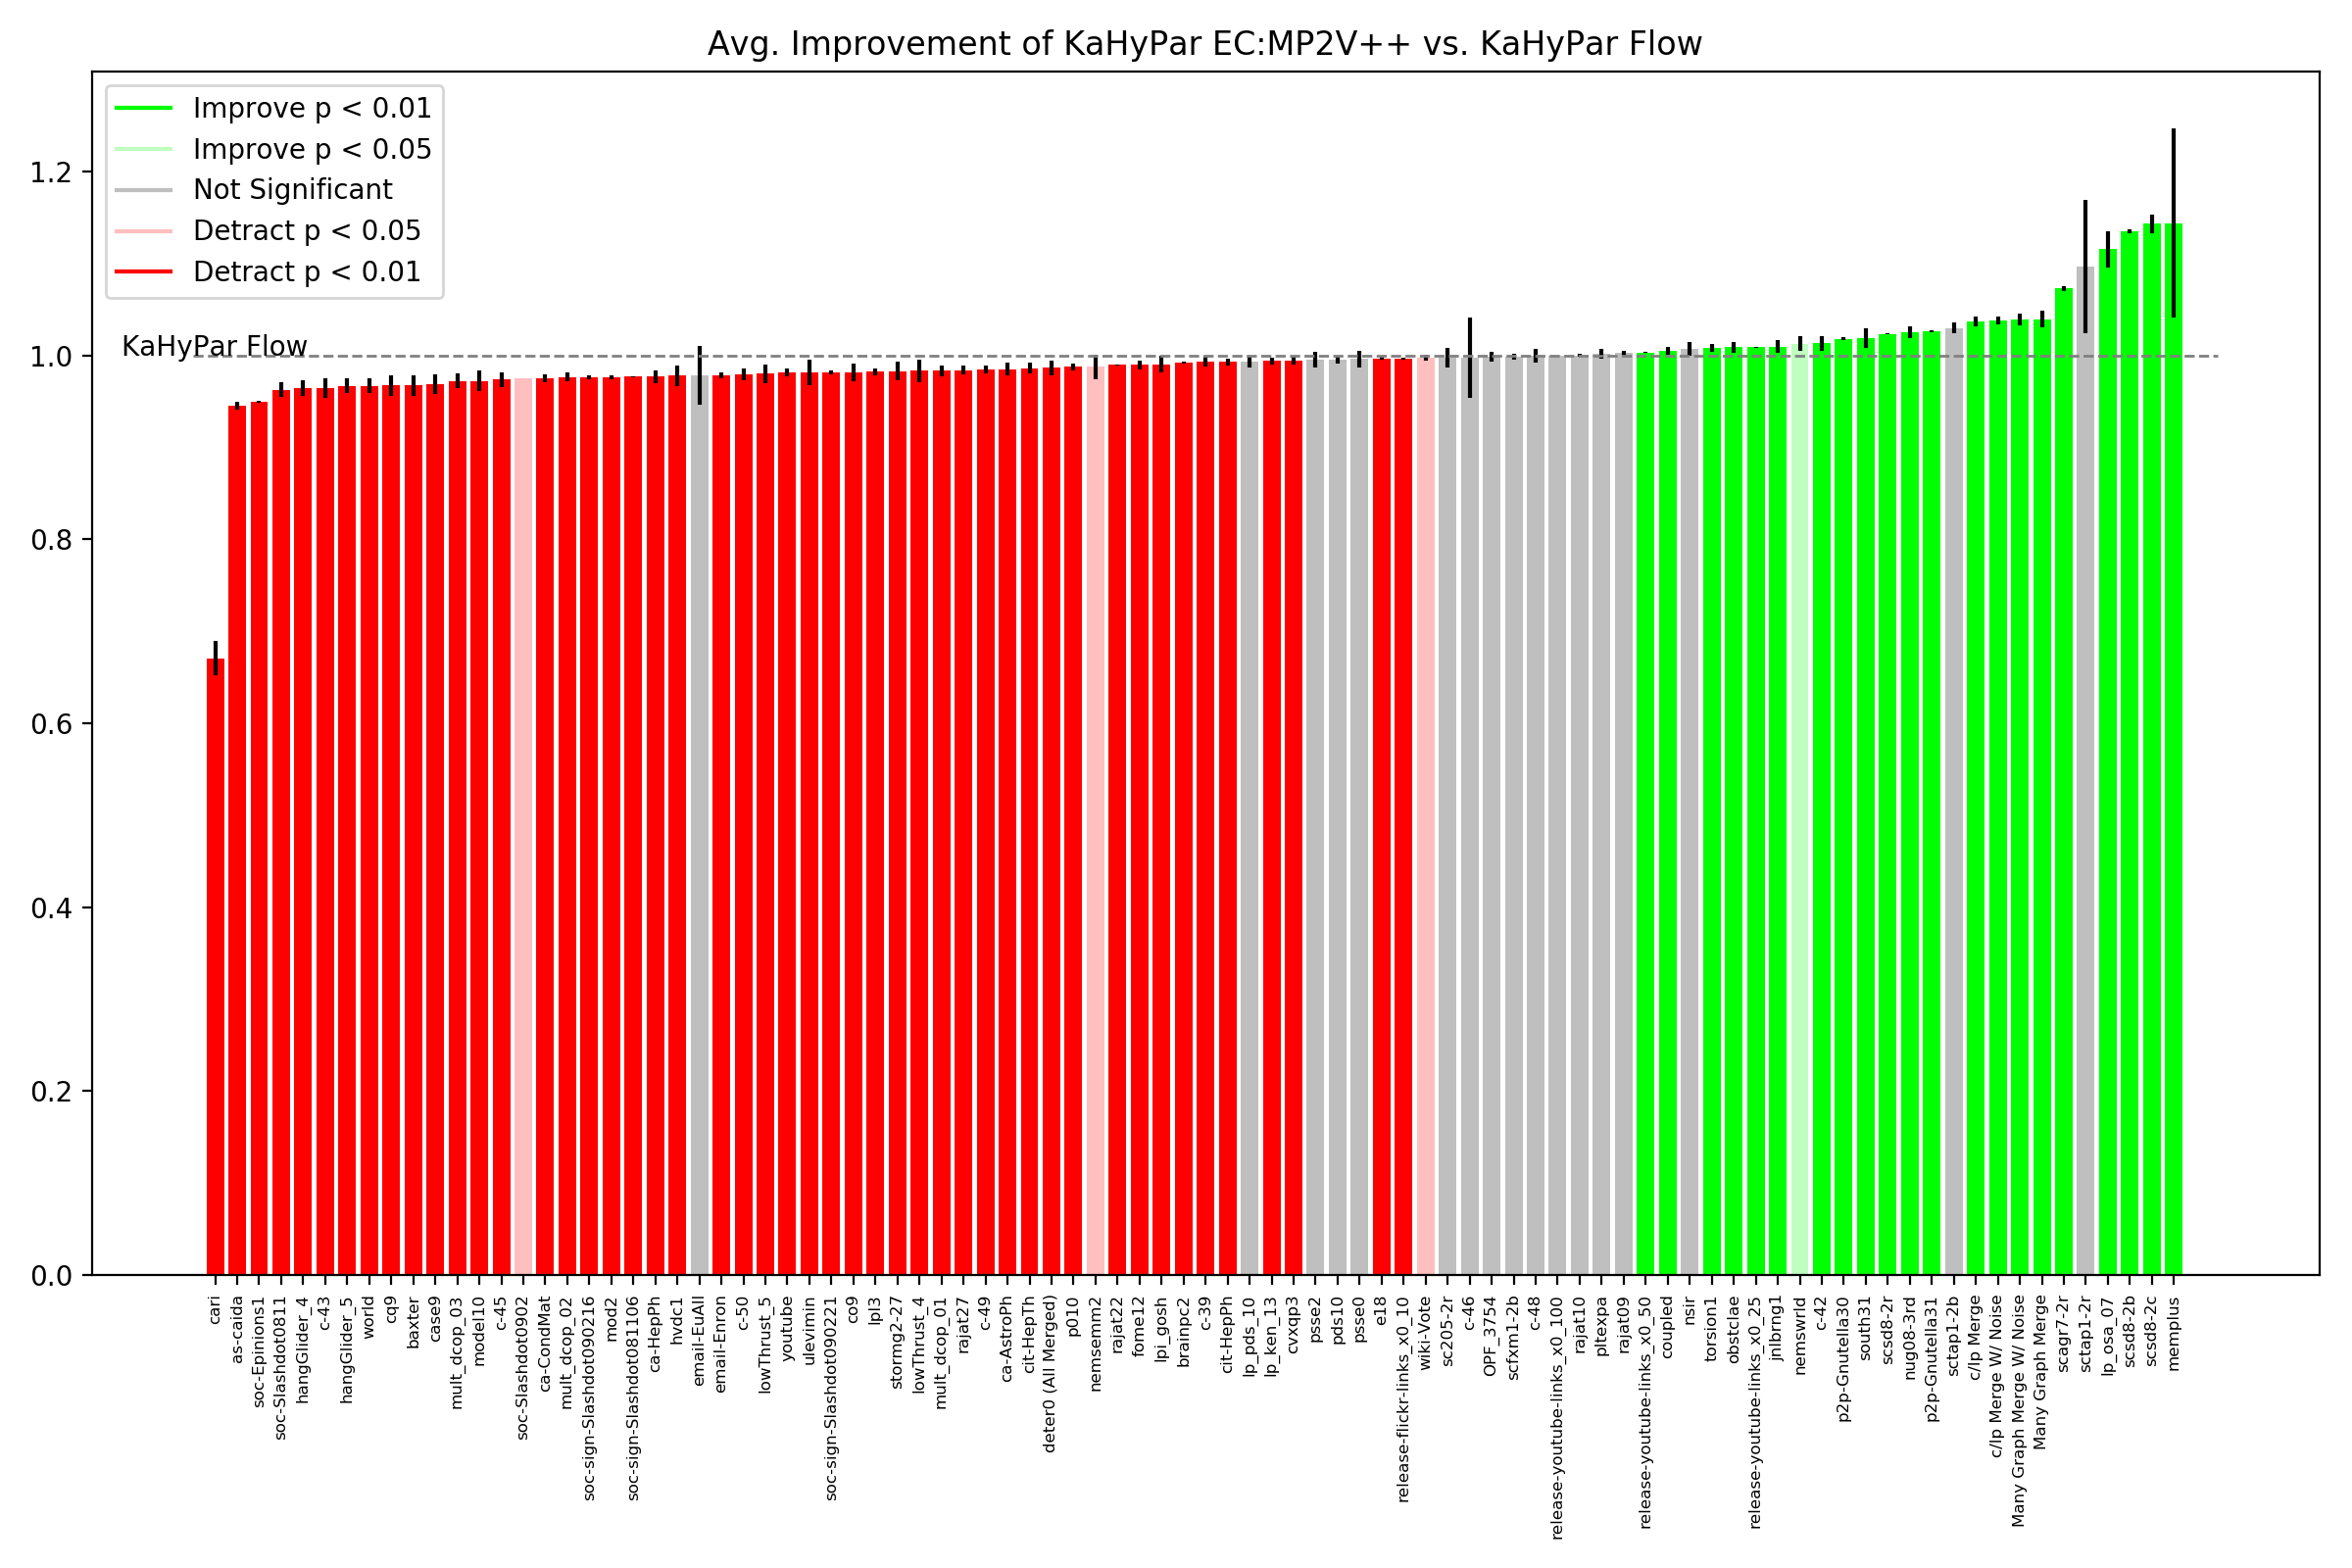 Avg. Improvement of KaHyPar EC:MP2V++ vs. KaHyPar Flow
Improve p < 0.01
Improve p < 0.05
Not Significant
Detract p < 0.05
Detract p < 0.01
KaHyPar Flow
1.2
1.0
0.8
0.6
0.4
0.2
0.0
cari
as-caida
soc-Epinions1
soc-Slashdot0811
hangGlider_4
c-43
hangGlider_5
world
cq9
baxter
case9
mult_dcop_03
model10
c-45
soc-Slashdot0902
ca-CondMat
mult_dcop_02
soc-sign-Slashdot090216
mod2
soc-sign-Slashdot081106
ca-HepPh
hvdc1
email-EuAll
email-Enron
c-50
lowThrust_5
youtube
ulevimin
soc-sign-Slashdot090221
co9
lpl3
stormg2-27
lowThrust_4
mult_dcop_01
rajat27
c-49
ca-AstroPh
cit-HepTh
deter0 (All Merged)
p010
nemsemm2
rajat22
fome12
lpi_gosh
brainpc2
c-39
cit-HepPh
lp_pds_10
lp_ken_13
cvxqp3
psse2
pds10
psse0
e18
release-flickr-links_x0_10
wiki-Vote
sc205-2r
c-46
OPF_3754
scfxm1-2b
c-48
release-youtube-links_x0_100
rajat10
pltexpa
rajat09
release-youtube-links_x0_50
coupled
nsir
torsion1
obstclae
release-youtube-links_x0_25
jnlbrng1
nemswrld
c-42
p2p-Gnutella30
south31
scsd8-2r
nug08-3rd
p2p-Gnutella31
sctap1-2b
c/lp Merge
c/lp Merge W/ Noise
Many Graph Merge W/ Noise
Many Graph Merge
scagr7-2r
sctap1-2r
lp_osa_07
scsd8-2b
scsd8-2c
memplus